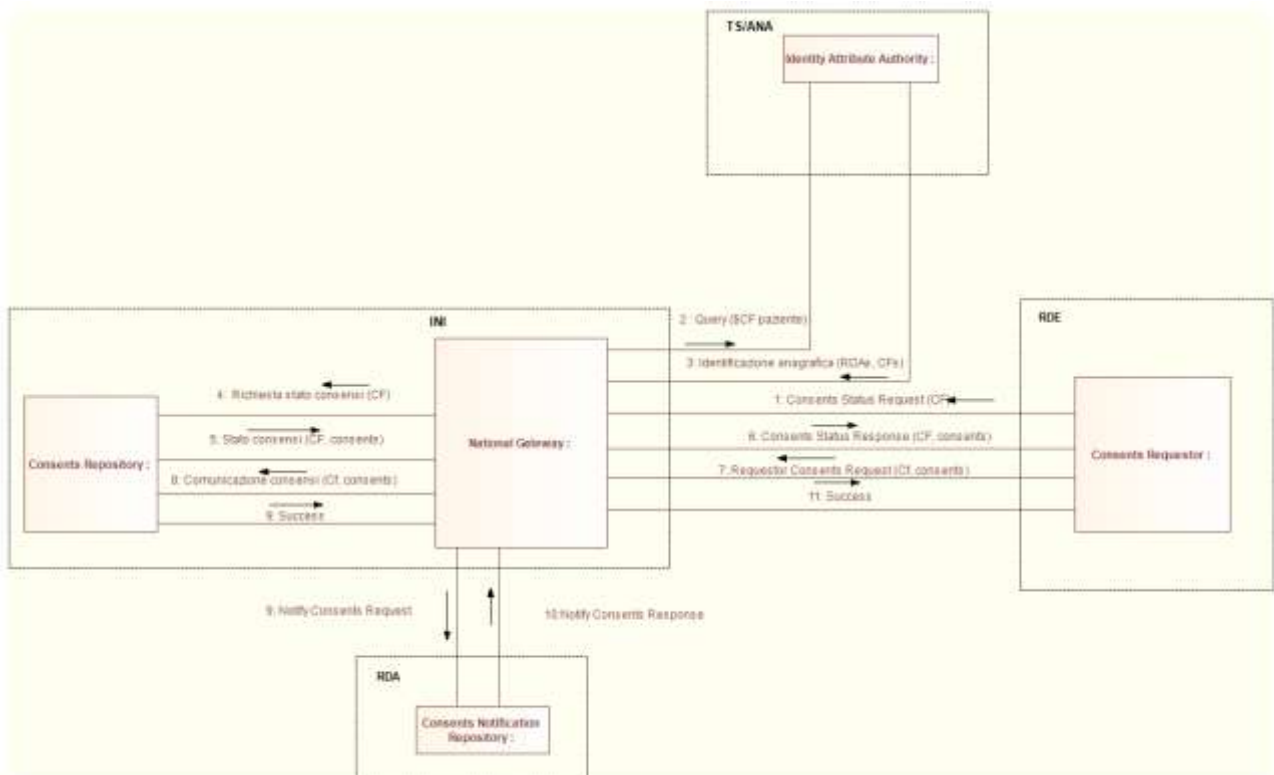 TS/ANA
Identity Attribute Authority :
INI
RDE
2 : Query ($CF paziente)
3: Identificazione anagrafica (RDAe, CFs)
4: Richiesta stato consensi (CF)
1: Consents Status Request (CF)
5: Stato consensi (CF, consents)
National Gateway :
6: Consents Status Response (CF, consents)
Consents Repository :
Consents Requestor :
8: Comunicazione consensi (Cf, consents)
7: Requestor Consents Request (Cf, consents)
9: Success
11: Success
9: Notify Consents Request
10:Notify Consents Response
RDA
Consents Notification
Repository :